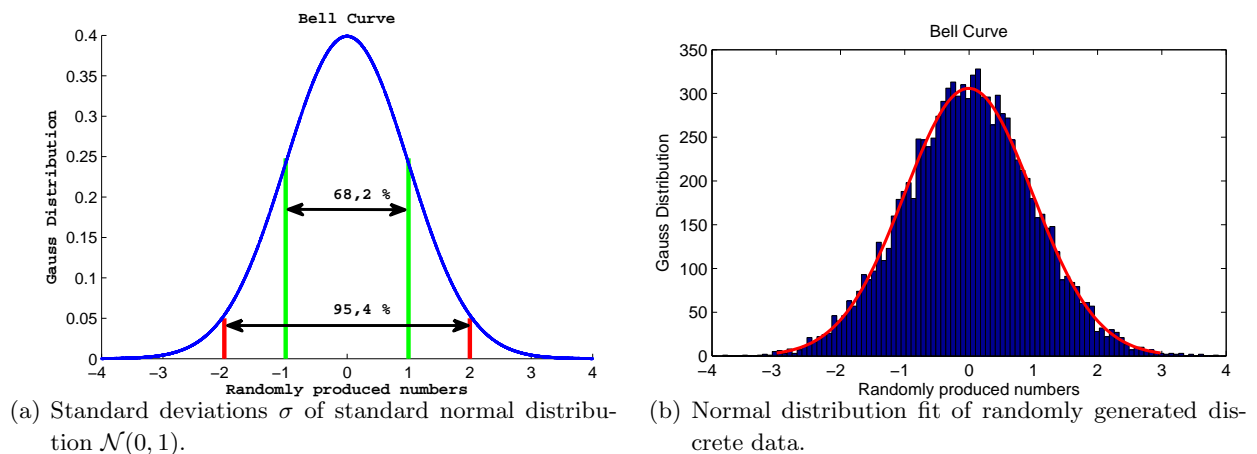 Bell Curve
0.4
0.35
0.3
0.25
0.2
0.15
0.1
0.05
0
Gauss Distribution
68,2 %
95,4 %
−4 −3 −2 −1 0 1 2 3 4
Randomly produced numbers
(a) Standard deviations σ of standard normal distribu-
tion N(0, 1).
Bell Curve
350
300
250
200
150
100
50
0
Gauss Distribution
−4 −3 −2 −1 0 1 2 3 4
Randomly produced numbers
(b) Normal distribution fit of randomly generated dis-
crete data.